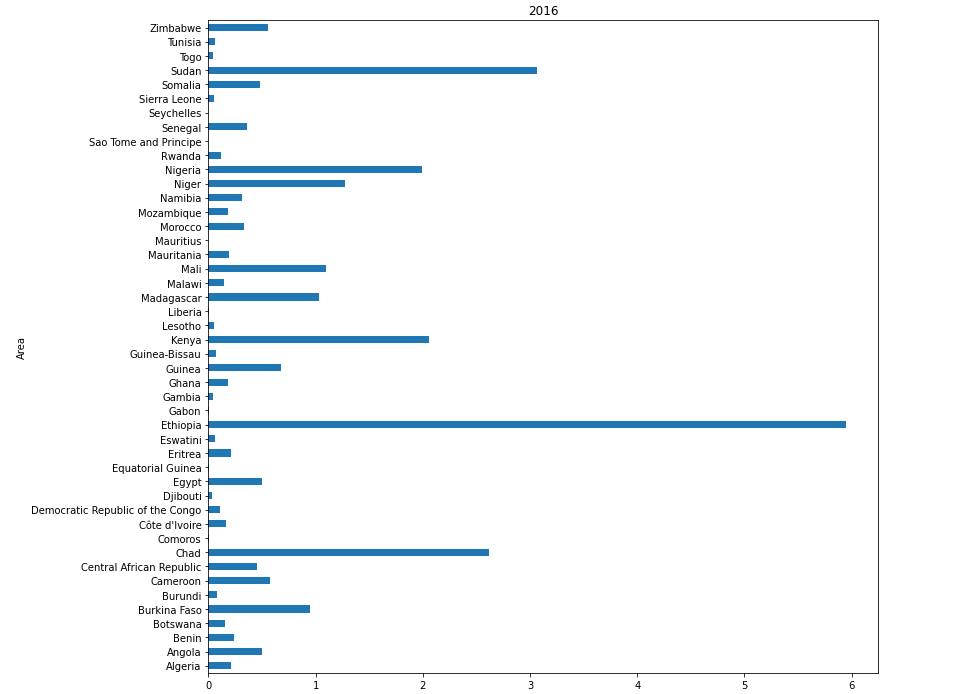 2016
Zimbabwe
Tunisia
Togo
Sudan
Somalia
Sierra Leone
Seychelles
Senegal
Sao Tome and Principe
Rwanda
Nigeria
Niger
Namibia
Mozambique
Morocco
Mauritius
Mauritania
Mali
Malawi
Madagascar
Liberia
Lesotho
Kenya
Guinea-Bissau
Guinea
Ghana
Gambia
Gabon
Ethiopia
Eswatini
Eritrea
Equatorial Guinea
Egypt
Djibouti
Democratic Republic of the Congo
Côte d'Ivoire
Comoros
Chad
Central African Republic
Cameroon
Burundi
Burkina Faso
Botswana
Benin
Angola
Algeria
Area
0 1 2 3 4 5 6